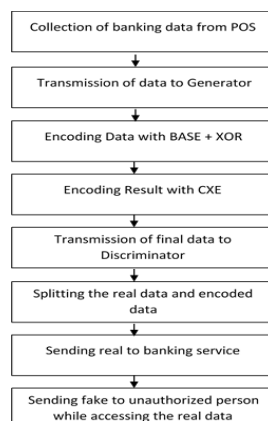 Collection of banking data from POS
Transmission of data to Generator
Encoding Data with BASE + XOR
Encoding Result with CXE
Transmission of final data to
Discriminator
Splitting the real data and encoded
data
Sending real to banking service
Sending fake to unauthorized person
while accessing the real data